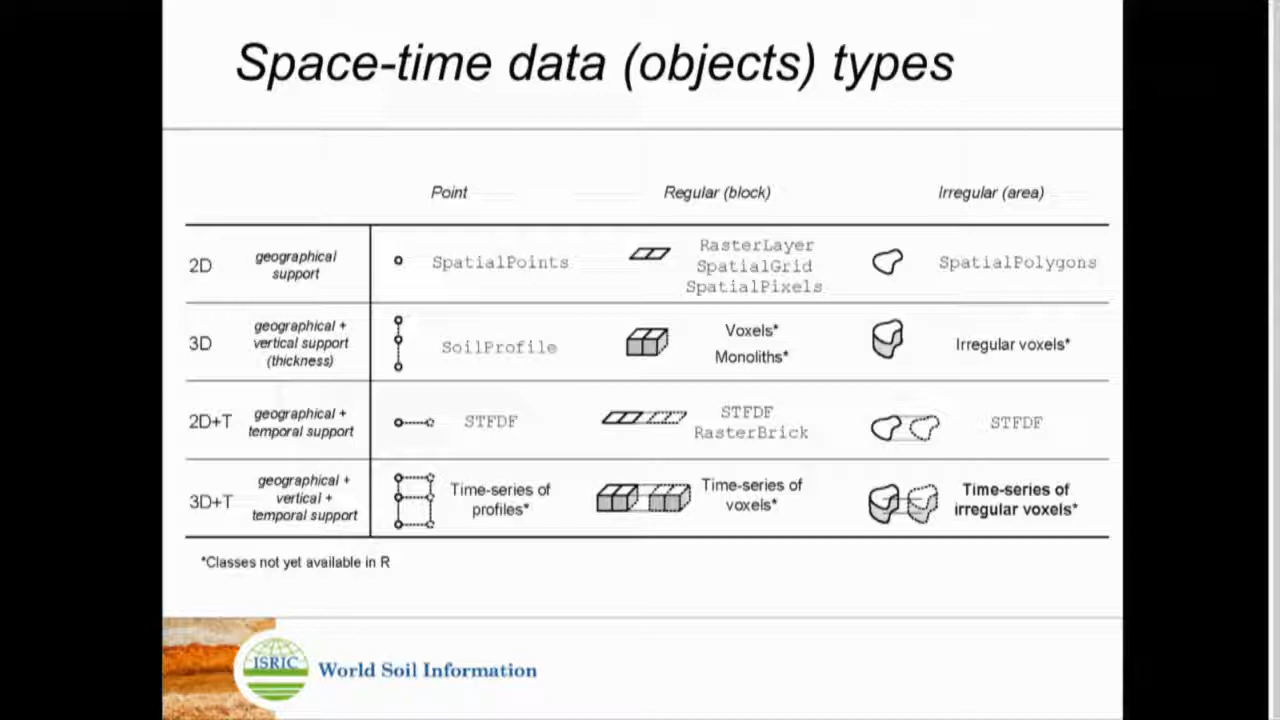 Space-time data (objects) types
Point Regular (block) Irregular (area)
2D geographical support SpatialPoints RasterLayer SpatialGrid SpatialPixels SpatialPolygons
3D geographical + vertical support (thickness) SoilProfile Voxels* Monoliths* Irregular voxels*
2D+T geographical + temporal support STFDF STFDF RasterBrick STFDF
3D+T geographical + vertical + temporal support Time-series of profiles* Time-series of voxels* Time-series of irregular voxels*
*Classes not yet available in R
ISRIC World Soil Information